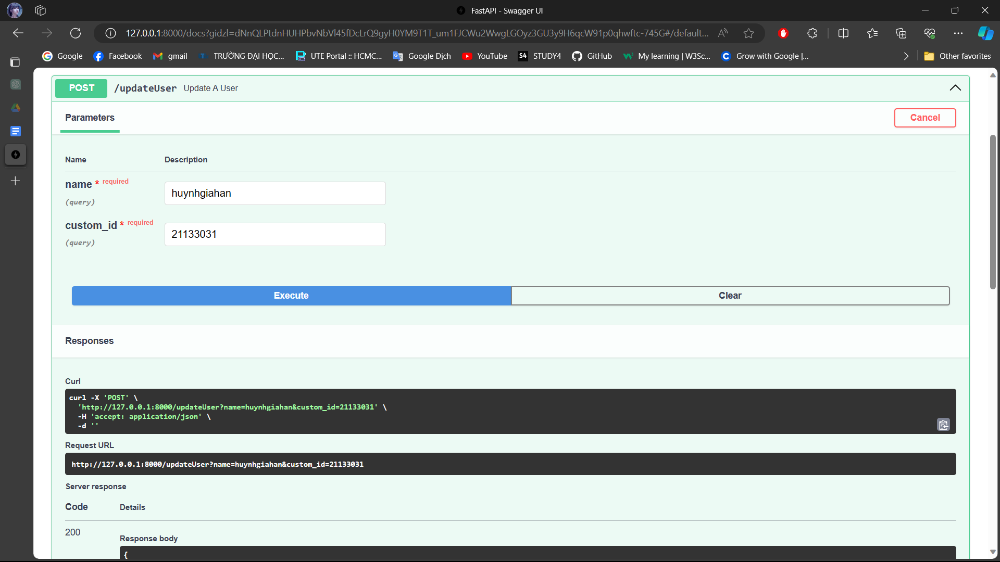 FastAPI - Swagger UI
127.0.0.1:8000/docs?gidzl=dNnQLPtdnHUHPbvNbVl45fDcLrQ9gyH0YM9T1T_um1FJCWu2WwgLGOyz3GU3y9H6qcW91p0qhwftc-745G#/default...
Google
Facebook
gmail
TRƯỜNG ĐẠI HỌC...
UTE Portal :: HCMC...
Google Dịch
YouTube
S4 STUDY4
GitHub
My learning | W3Sc...
Grow with Google |...
Other favorites
POST /updateUser Update A User
Parameters
Cancel
Name Description
name * required
(query)
huynhgiahan
custom_id * required
(query)
21133031
Execute
Clear
Responses
Curl
curl -X 'POST' \
'http://127.0.0.1:8000/updateUser?name=huynhgiahan&custom_id=21133031' \
-H 'accept: application/json' \
-d ''
Request URL
http://127.0.0.1:8000/updateUser?name=huynhgiahan&custom_id=21133031
Server response
Code Details
200
Response body
{